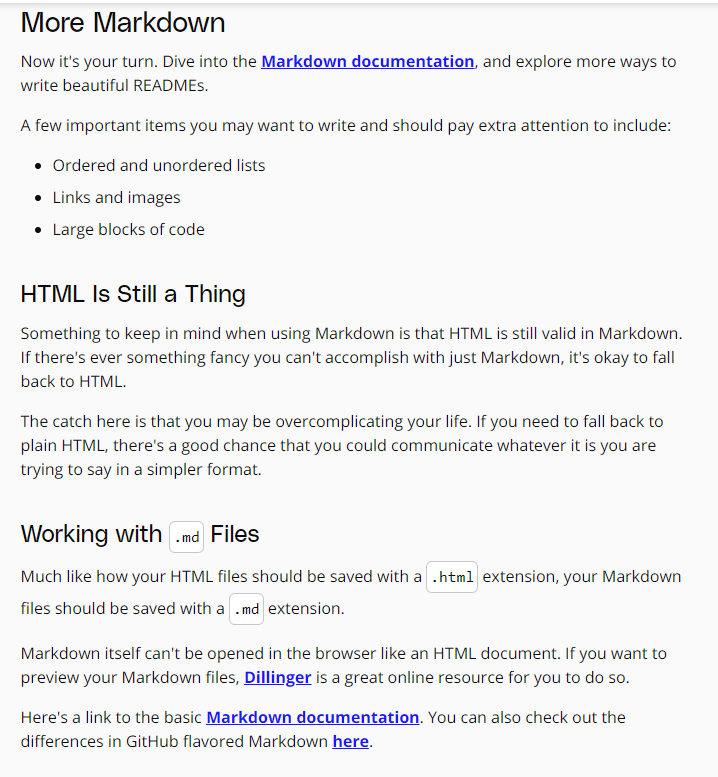 More Markdown
Now it's your turn. Dive into the Markdown documentation, and explore more ways to
write beautiful READMEs.
A few important items you may want to write and should pay extra attention to include:
Ordered and unordered lists
Links and images
Large blocks of code
HTML Is Still a Thing
Something to keep in mind when using Markdown is that HTML is still valid in Markdown.
If there's ever something fancy you can't accomplish with just Markdown, it's okay to fall
back to HTML.
The catch here is that you may be overcomplicating your life. If you need to fall back to
plain HTML, there's a good chance that you could communicate whatever it is you are
trying to say in a simpler format.
Working with .md Files
Much like how your HTML files should be saved with a .html extension, your Markdown
files should be saved with a .md extension.
Markdown itself can't be opened in the browser like an HTML document. If you want to
preview your Markdown files, Dillinger is a great online resource for you to do so.
Here's a link to the basic Markdown documentation. You can also check out the
differences in GitHub flavored Markdown here.